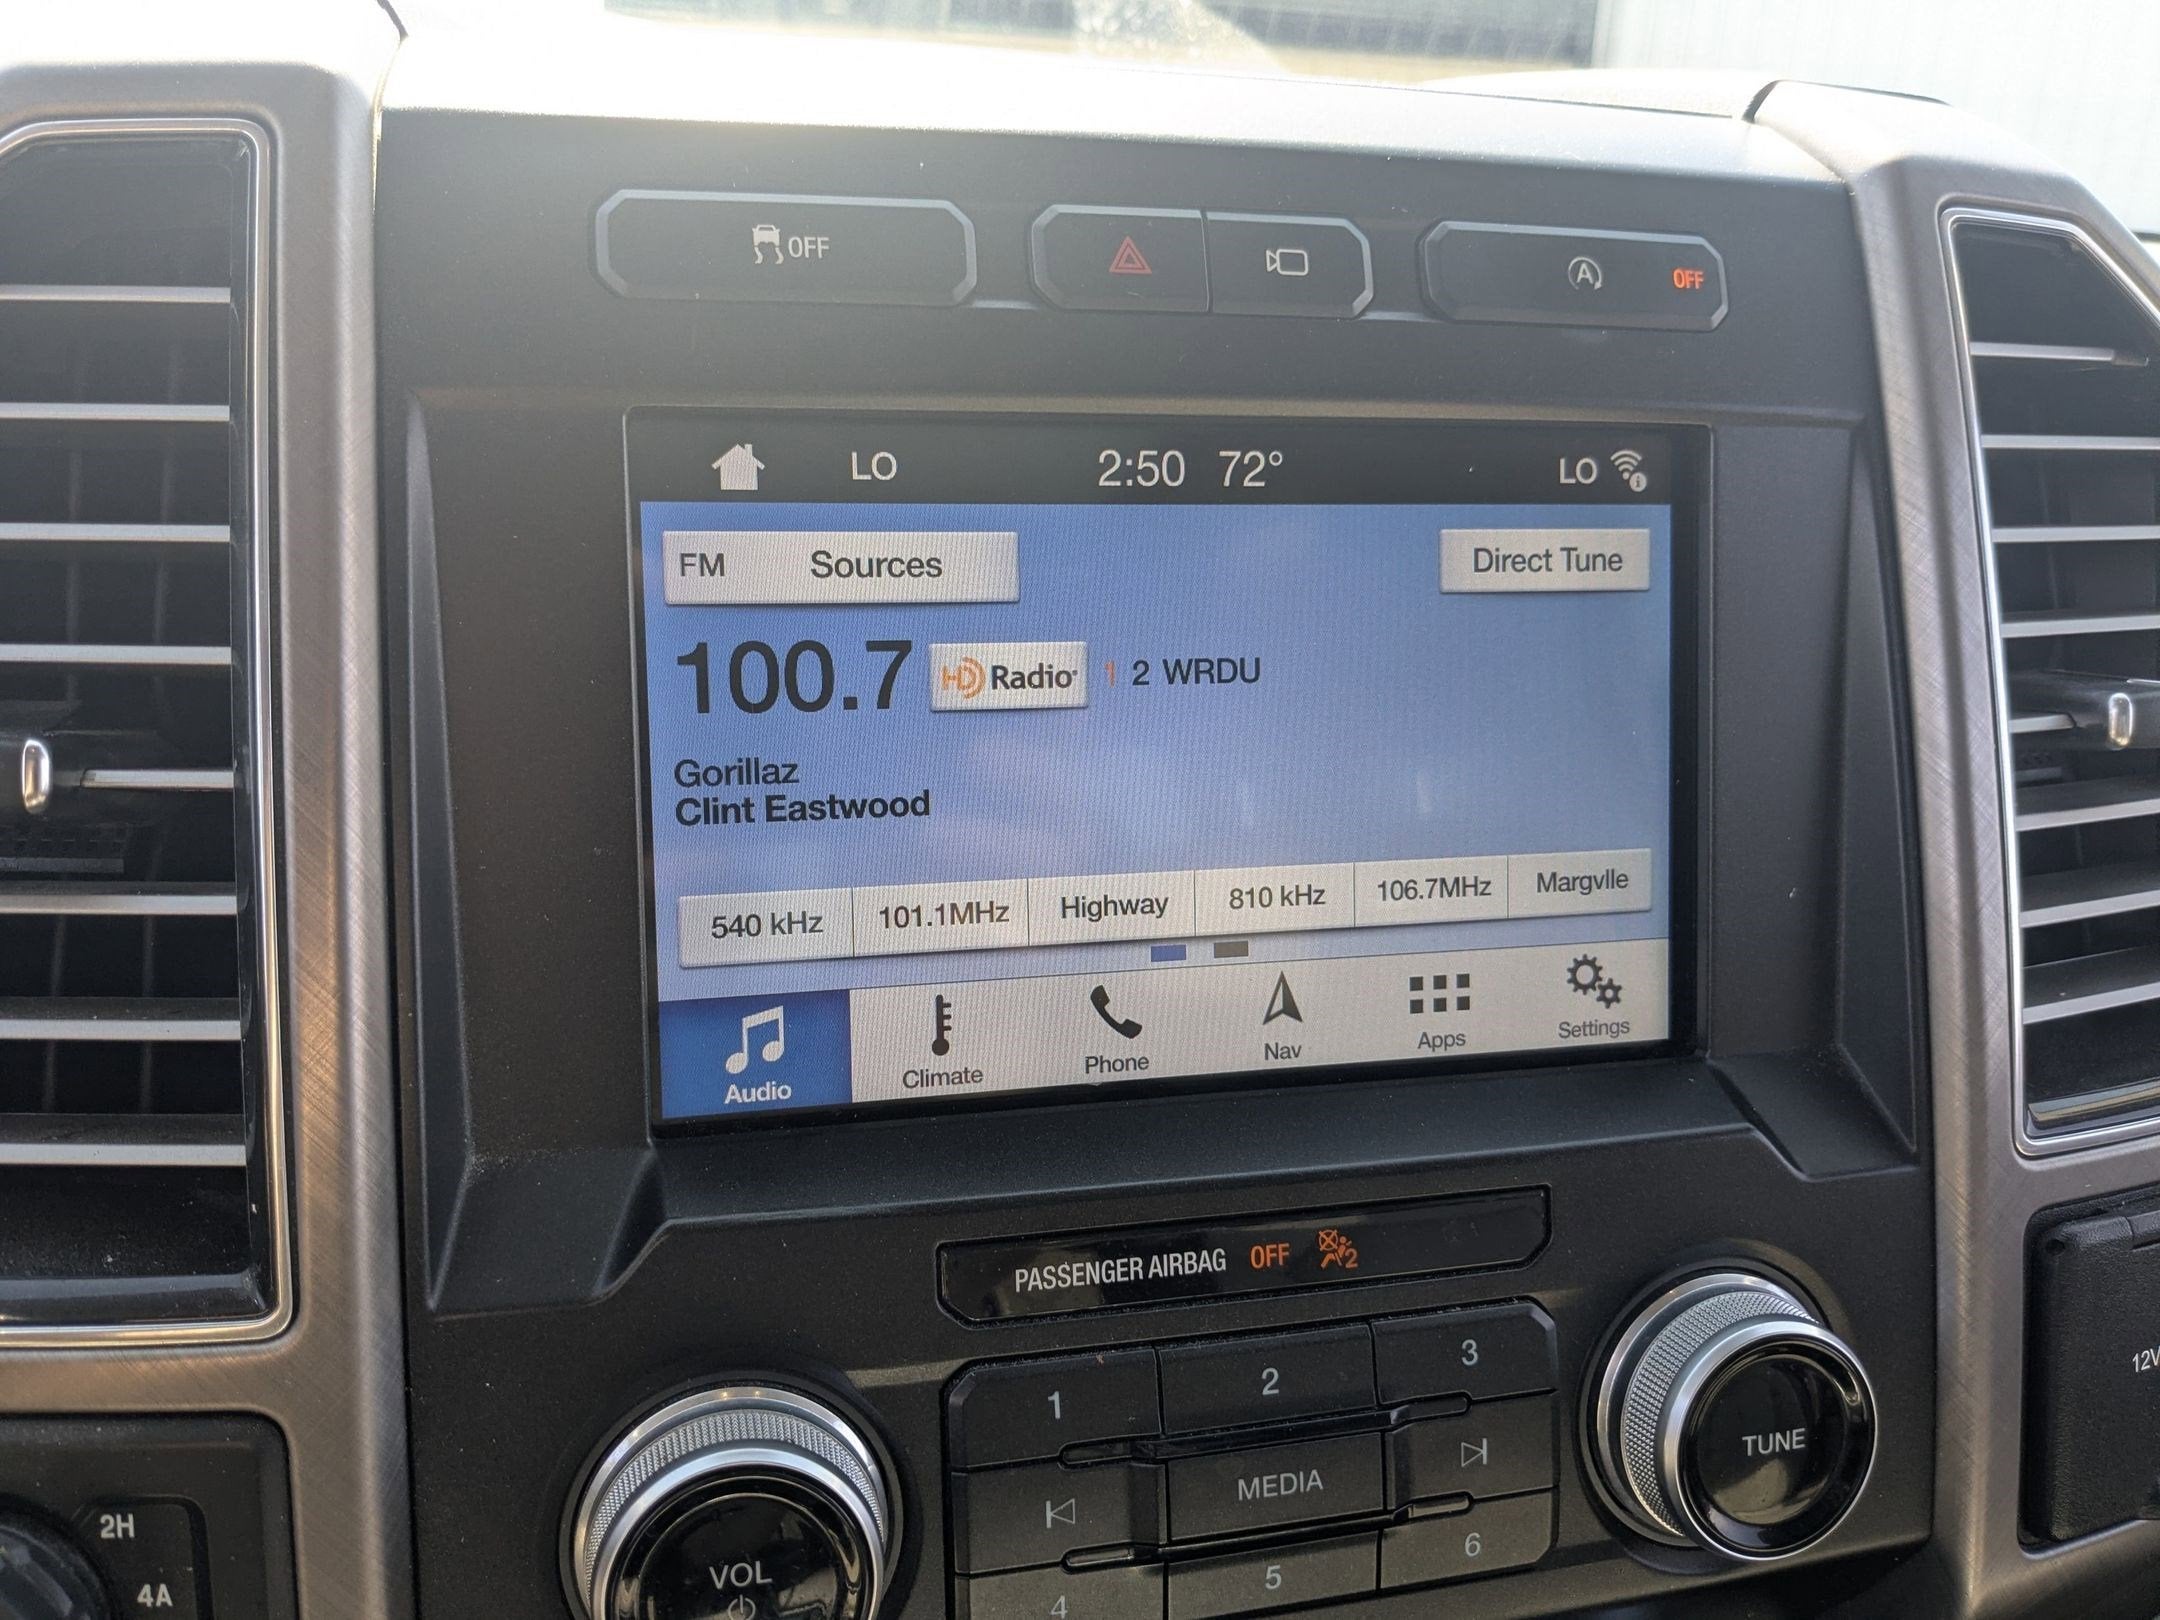 OFF
A OFF
LO 2:50 72° LO
FM Sources Direct Tune
100.7 HD Radio 1 2 WRDU
Gorillaz
Clint Eastwood
540 kHz 101.1MHz Highway 810 kHz 106.7MHz Margvlle
Audio Climate Phone Nav Apps Settings
PASSENGER AIRBAG OFF 2
1 2 3
MEDIA
TUNE
12V
2H
4A
VOL
4 5 6